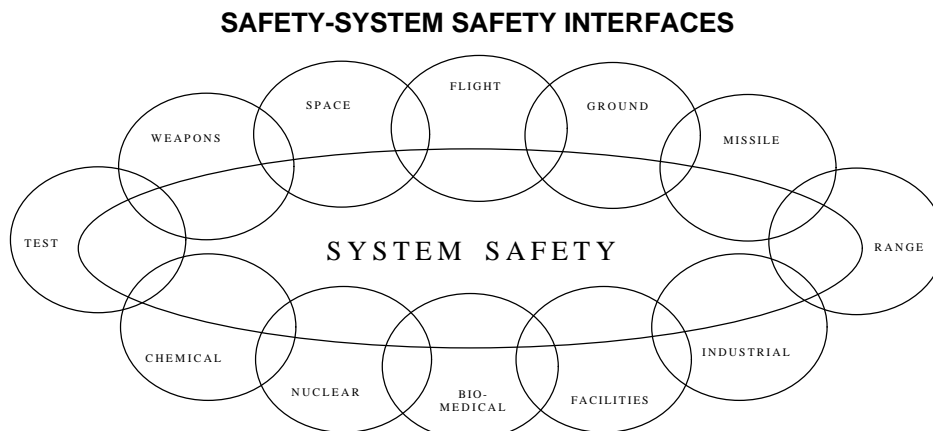 SAFETY-SYSTEM SAFETY INTERFACES
FLIGHT
SPACE
GROUND
WEAPONS
MISSILE
TEST
SYSTEM SAFETY
RANGE
CHEMICAL
INDUSTRIAL
NUCLEAR
BIO-
MEDICAL
FACILITIES